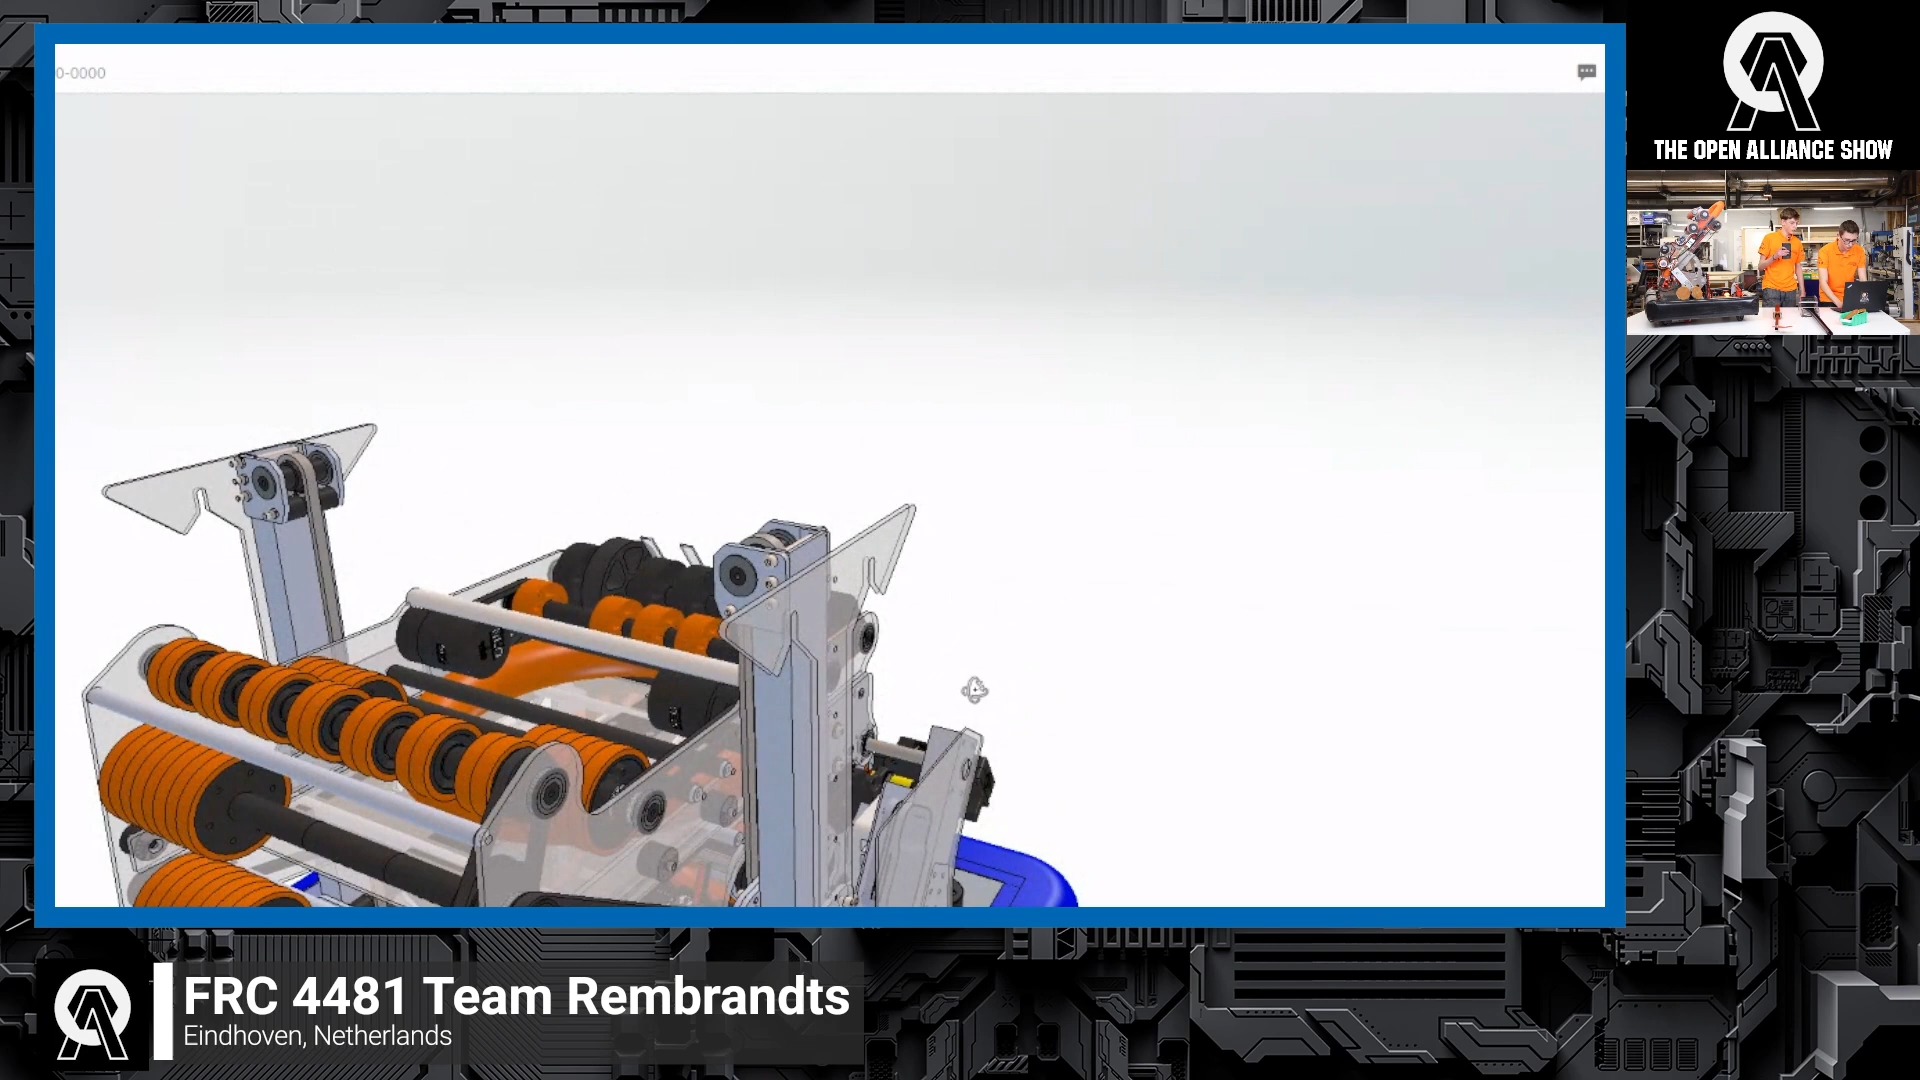 0-0000
THE OPEN ALLIANCE SHOW
FRC 4481 Team Rembrandts
Eindhoven, Netherlands